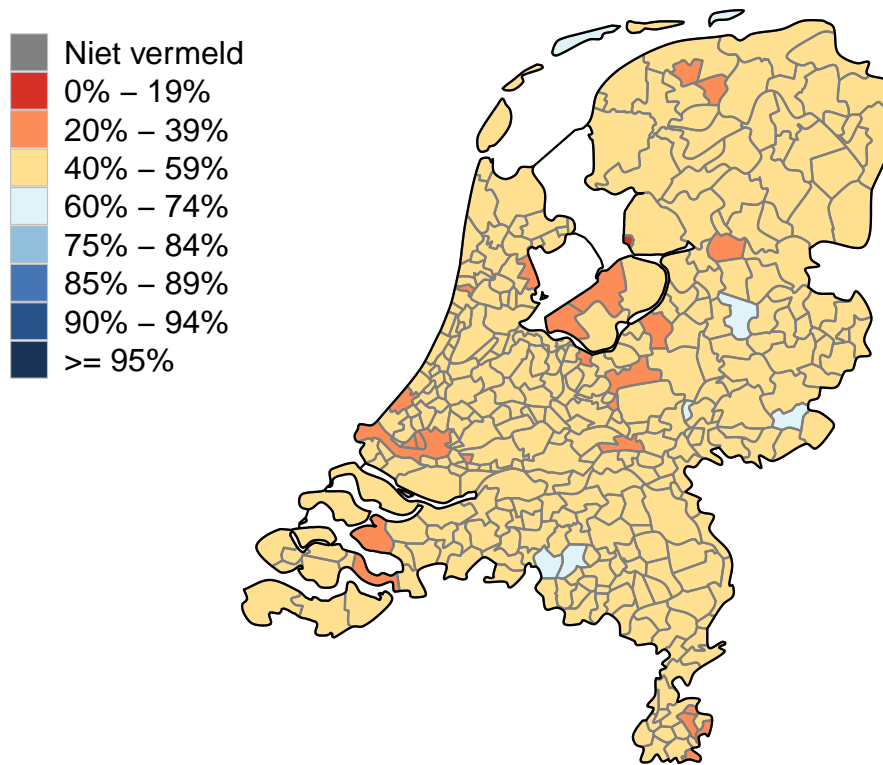 Niet vermeld
0% – 19%
20% – 39%
40% – 59%
60% – 74%
75% – 84%
85% – 89%
90% – 94%
>= 95%